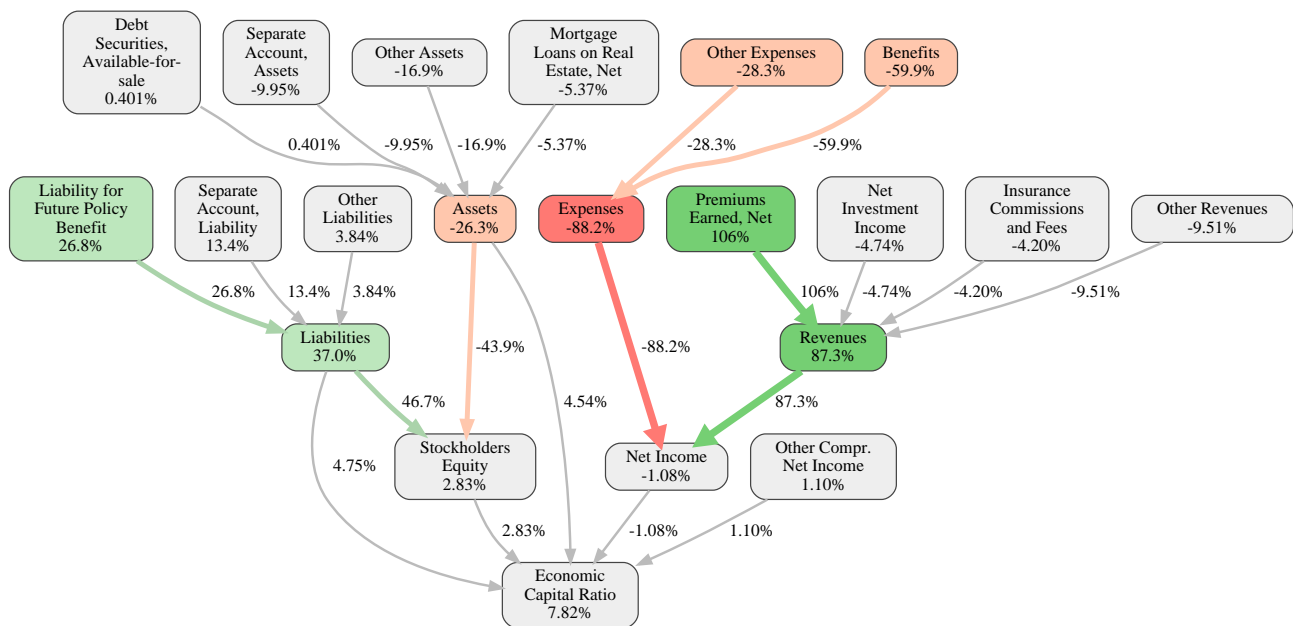 Debt
Securities,
Available-for-
sale
0.401%
Separate
Account,
Assets
-9.95%
Other Assets
-16.9%
Mortgage
Loans on Real
Estate, Net
-5.37%
Other Expenses
-28.3%
Benefits
-59.9%
0.401%
-9.95%
-16.9%
-5.37%
-28.3%
-59.9%
Liability for
Future Policy
Benefit
26.8%
Separate
Account,
Liability
13.4%
Other
Liabilities
3.84%
Assets
-26.3%
Expenses
-88.2%
Premiums
Earned, Net
106%
Net
Investment
Income
-4.74%
Insurance
Commissions
and Fees
-4.20%
Other Revenues
-9.51%
26.8%
13.4%
3.84%
106%
-4.74%
-4.20%
-9.51%
Liabilities
37.0%
-43.9%
-88.2%
Revenues
87.3%
46.7%
4.54%
87.3%
4.75%
Stockholders
Equity
2.83%
Net Income
-1.08%
Other Compr.
Net Income
1.10%
2.83%
-1.08%
1.10%
Economic
Capital Ratio
7.82%